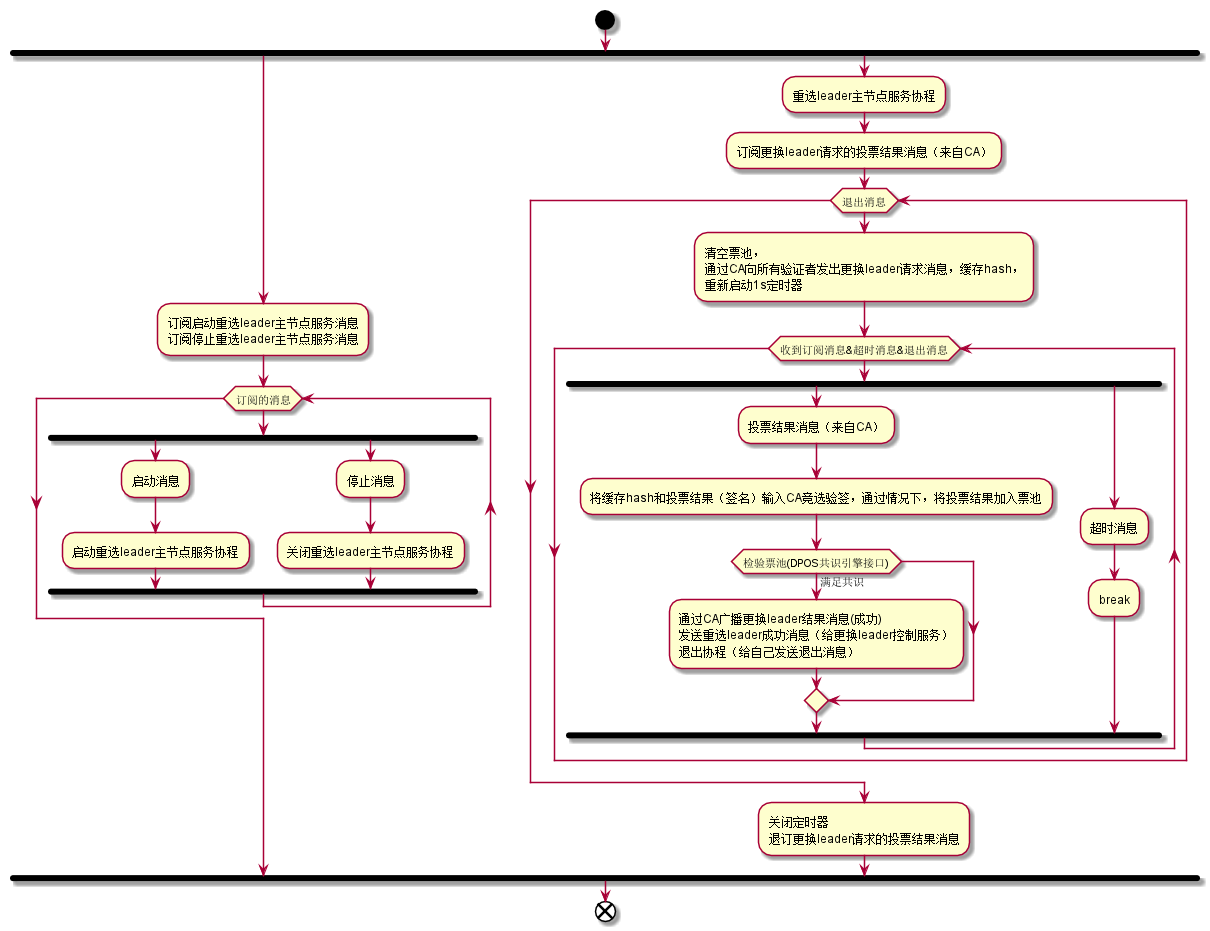 重选leader主节点服务协程
订阅更换leader请求的投票结果消息（来自CA）
退出消息
清空票池，
通过CA向所有验证者发出更换leader请求消息，缓存hash，
重新启动1s定时器
订阅启动重选leader主节点服务消息
订阅停止重选leader主节点服务消息
收到订阅消息&超时消息&退出消息
订阅的消息
投票结果消息（来自CA）
启动消息
停止消息
将缓存hash和投票结果（签名）输入CA竞选验签，通过情况下，将投票结果加入票池
超时消息
启动重选leader主节点服务协程
关闭重选leader主节点服务协程
检验票池(DPOS共识引擎接口)
满足共识
break
通过CA广播更换leader结果消息(成功)
发送重选leader成功消息（给更换leader控制服务）
退出协程（给自己发送退出消息）
关闭定时器
退订更换leader请求的投票结果消息